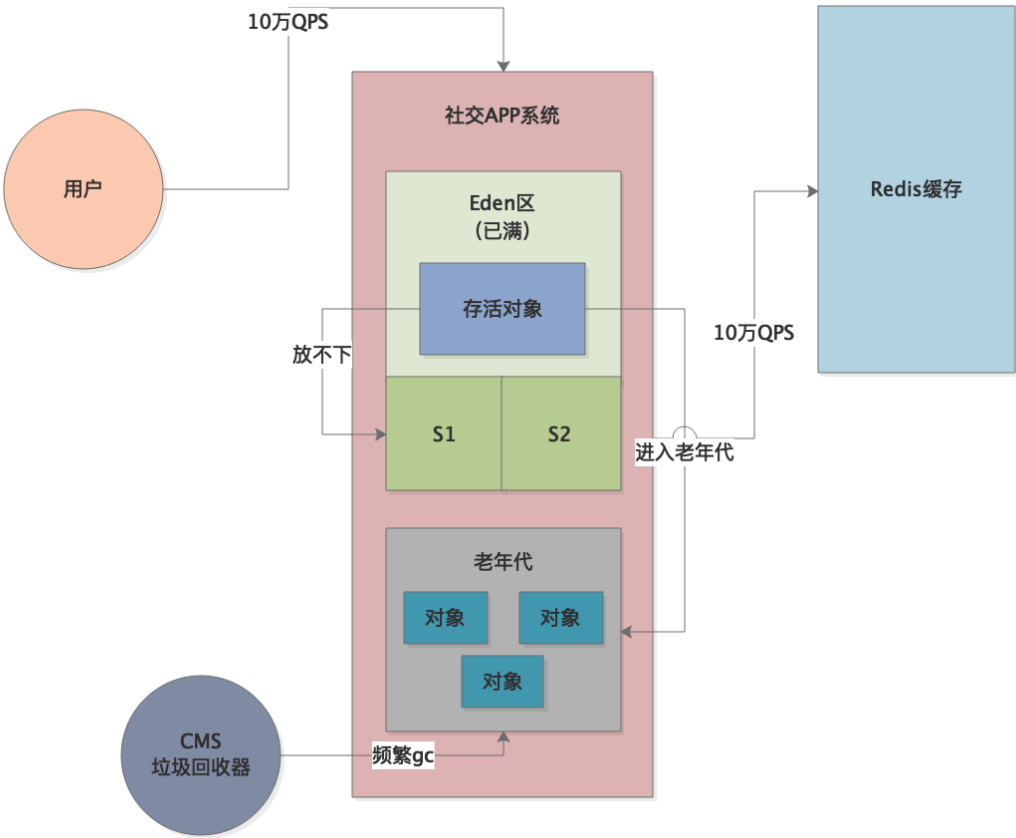 10万QPS
社交APP系统
用户
Eden区
（已满）
Redis缓存
存活对象
放不下
10万QPS
S1
S2
进入老年代
老年代
对象
对象
对象
CMS
垃圾回收器
频繁gc